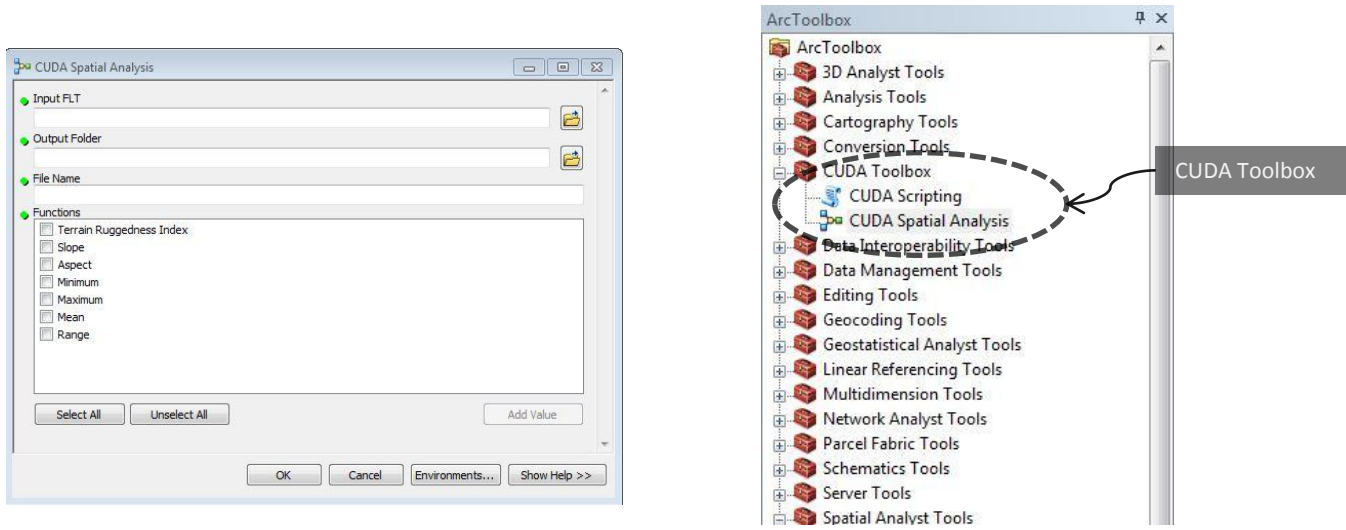 CUDA Spatial Analysis
Input FLT
Output Folder
File Name
Functions
Terrain Ruggedness Index
Slope
Aspect
Minimum
Maximum
Mean
Range
Select All
Unselect All
Add Value
OK
Cancel
Environments...
Show Help >>
ArcToolbox
ArcToolbox
3D Analyst Tools
Analysis Tools
Cartography Tools
Conversion Tools
CUDA Toolbox
CUDA Scripting
CUDA Spatial Analysis
Data Interoperability Tools
Data Management Tools
Editing Tools
Geocoding Tools
Geostatistical Analyst Tools
Linear Referencing Tools
Multidimension Tools
Network Analyst Tools
Parcel Fabric Tools
Schematics Tools
Server Tools
Spatial Analyst Tools
CUDA Toolbox